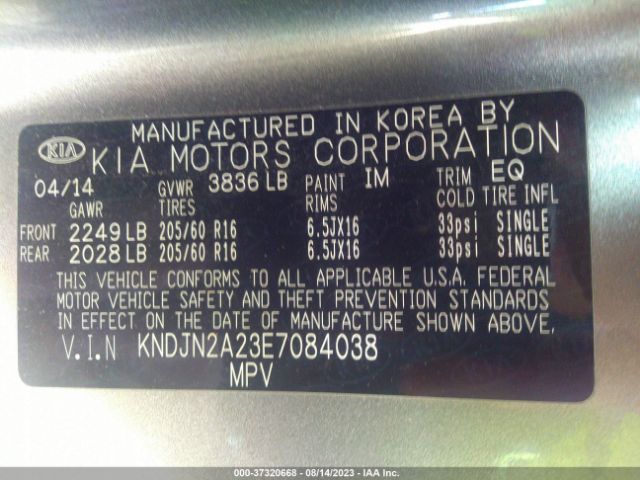 MANUFACTURED IN KOREA BY
KIA KIA MOTORS CORPORATION
04/14 GVWR 3836 LB PAINT IM TRIM EQ
GAWR TIRES RIMS COLD TIRE INFL
FRONT 2249 LB 205/60 R16 6.5JX16 33psi SINGLE
REAR 2028 LB 205/60 R16 6.5JX16 33psi SINGLE
THIS VEHICLE CONFORMS TO ALL APPLICABLE U.S.A. FEDERAL
MOTOR VEHICLE SAFETY AND THEFT PREVENTION STANDARDS
IN EFFECT ON THE DATE OF MANUFACTURE SHOWN ABOVE.
V.I.N KNDJN2A23E7084038
MPV
000-37320668 - 08/14/2023 - IAA Inc.